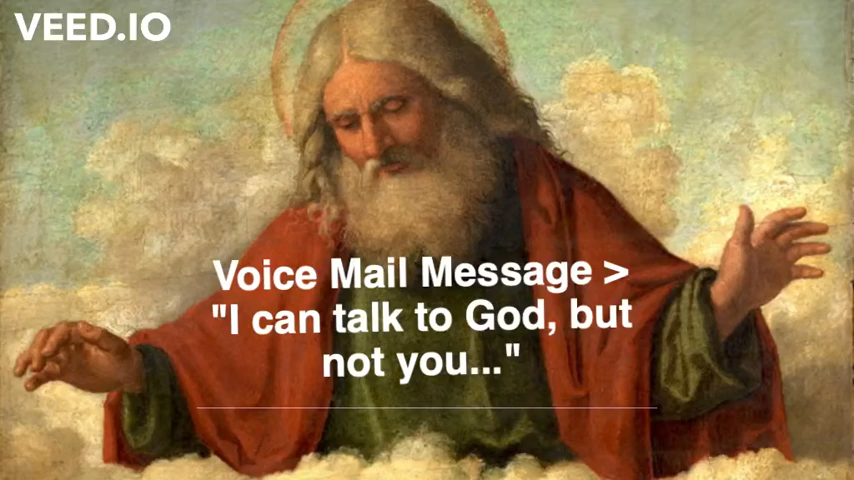 VEED.IO
Voice Mail Message >
"I can talk to God, but
not you..."